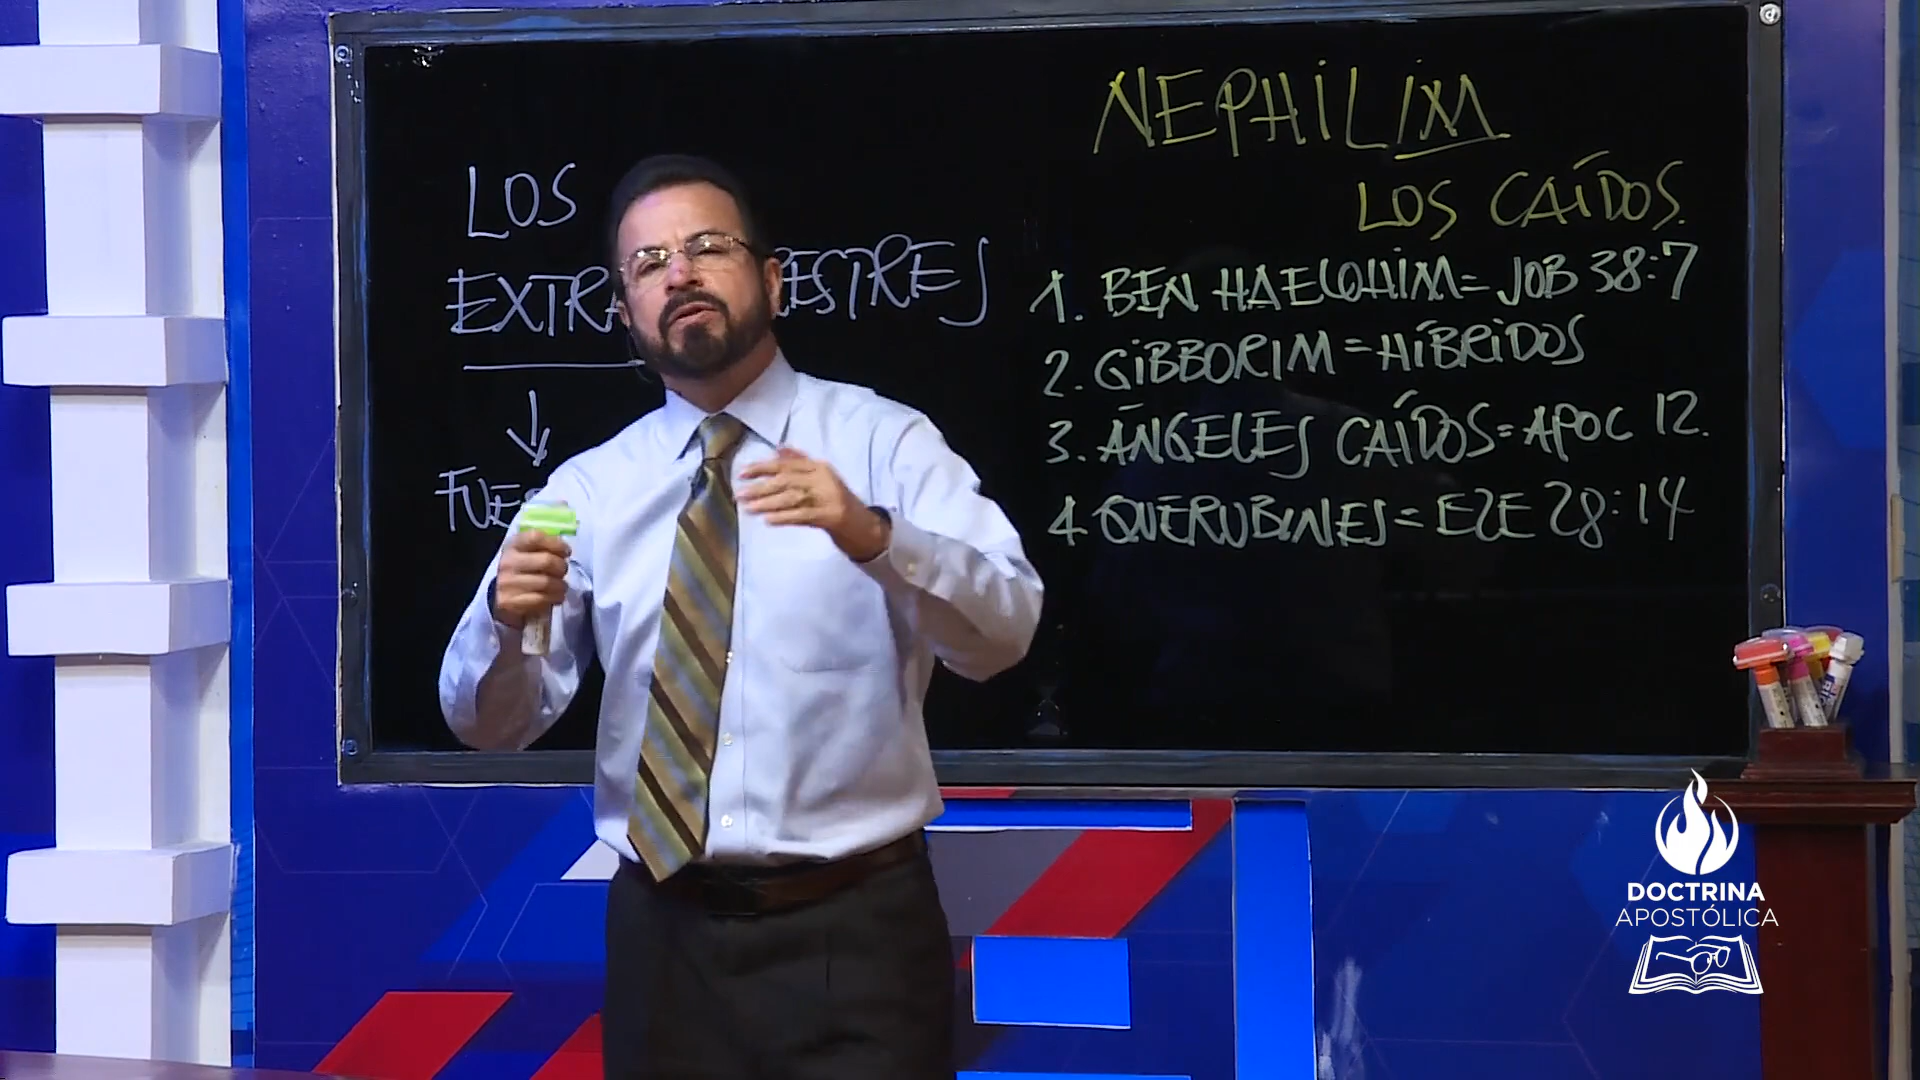 LOS
NEPHILIM
LOS CAÍDOS.
1. BEN HAELOHIM = JOB 38:7
2. GIBBORIM = HÍBRIDOS
3. ÁNGELES CAÍDOS = APOC 12.
4. QUERUBINES = EZE 28:14
DOCTRINA
APOSTÓLICA